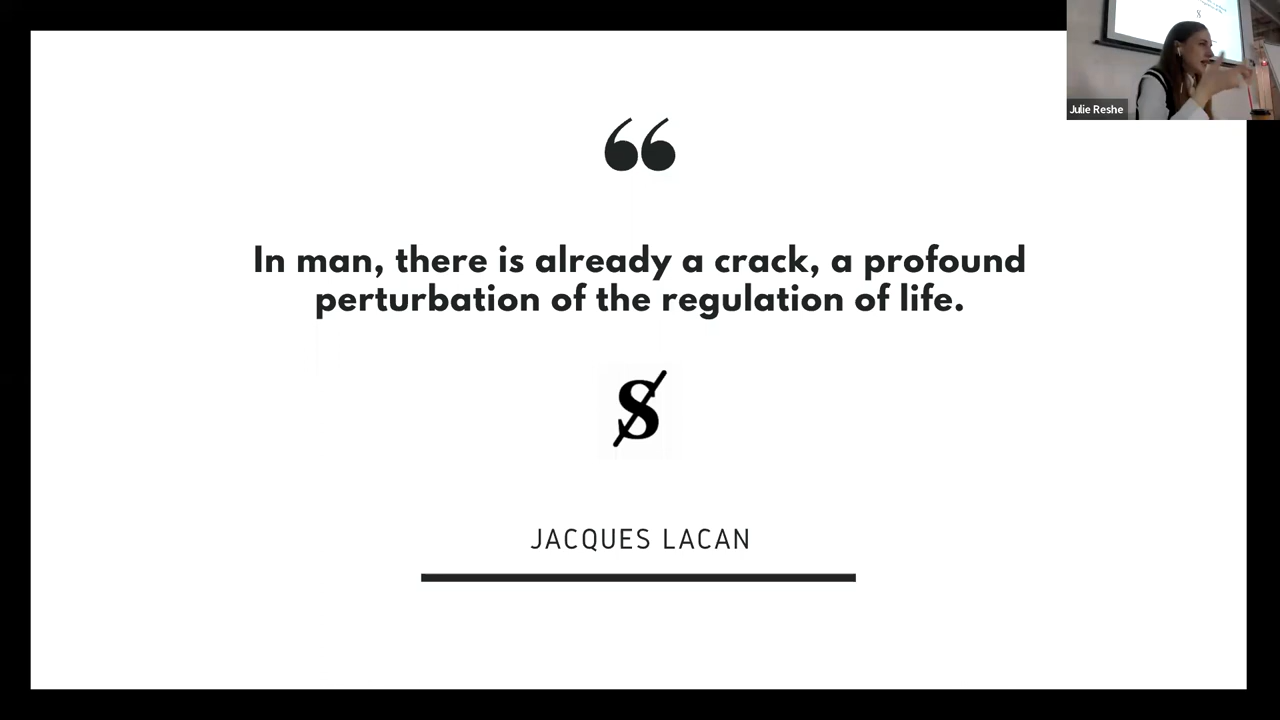 “
In man, there is already a crack, a profound
perturbation of the regulation of life.
$
JACQUES LACAN
Julie Reshe